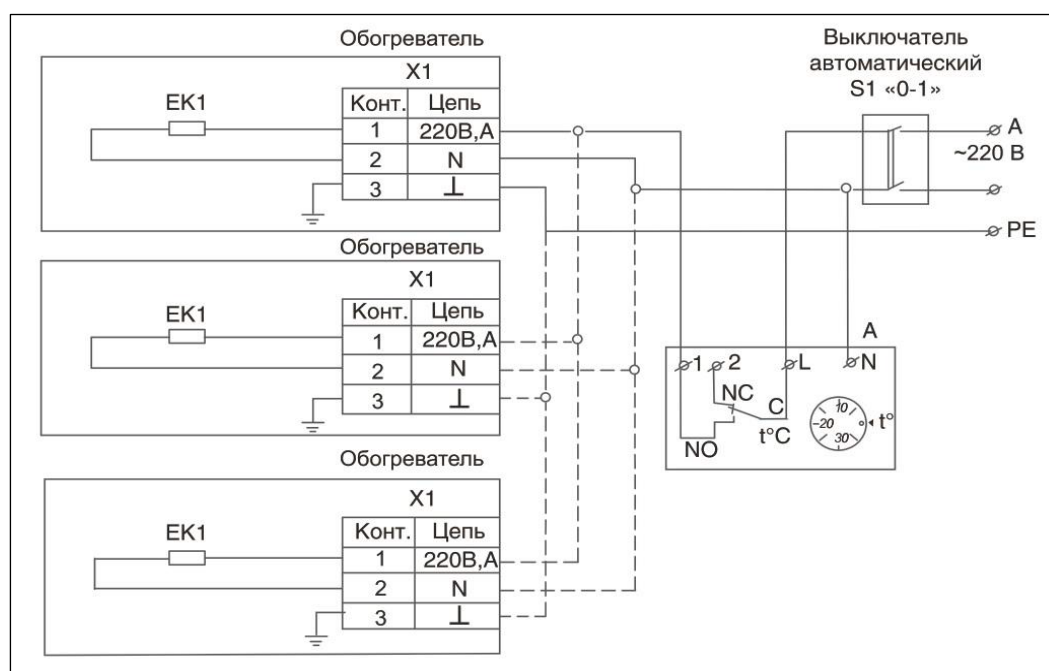 Обогреватель
X1
EK1
Конт. Цепь
1 220В,А
2 N
3 ⊥
Обогреватель
X1
EK1
Конт. Цепь
1 220В,А
2 N
3 ⊥
Обогреватель
X1
EK1
Конт. Цепь
1 220В,А
2 N
3 ⊥
Выключатель
автоматический
S1 «0-1»
A
~220 В
PE
A
1 2 L N
NC
C
t°C
NO
10
20
30
t°